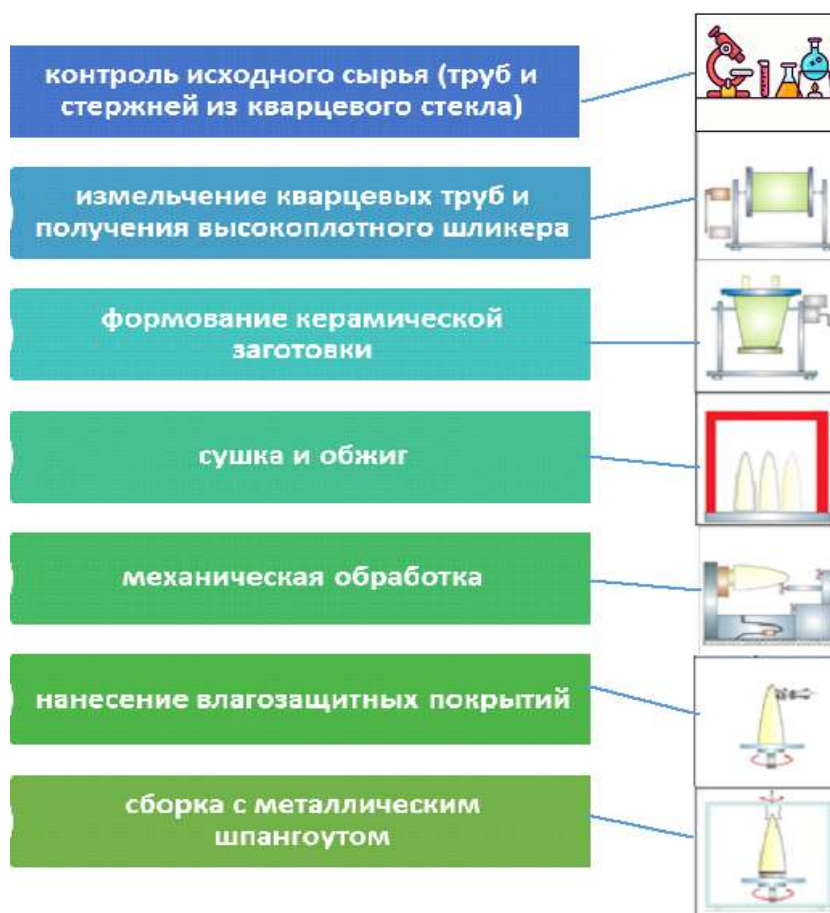 контроль исходного сырья (труб и
стержней из кварцевого стекла)
измельчение кварцевых труб и
получения высокоплотного шликера
формование керамической
заготовки
сушка и обжиг
механическая обработка
нанесение влагозащитных покрытий
сборка с металлическим
шпангоутом